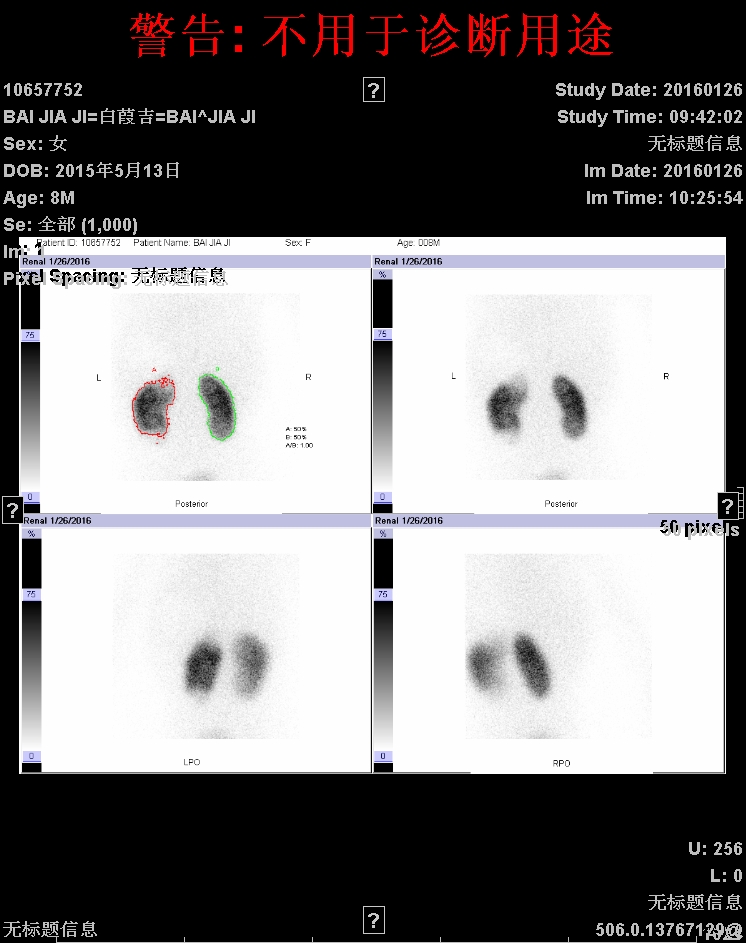 警告: 不用于诊断用途
10657752
BAI JIA JI=白葭吉=BAI^JIA JI
Sex: 女
DOB: 2015年5月13日
Age: 8M
Se: 全部 (1,000)
Im: 1
Pixel Spacing: 无标题信息
?
Study Date: 20160126
Study Time: 09:42:02
无标题信息
Im Date: 20160126
Im Time: 10:25:54
Patient ID: 10657752 Patient Name: BAI JIA JI Sex: F Age: 008M
Renal 1/26/2016
75
L
R
A
B
A: 50%
B: 50%
A/B: 1.00
0
Posterior
Renal 1/26/2016
%
75
L
R
0
Posterior
?
?
50 pixels
Renal 1/26/2016
%
75
0
LPO
Renal 1/26/2016
%
75
0
RPO
U: 256
L: 0
无标题信息
?
无标题信息